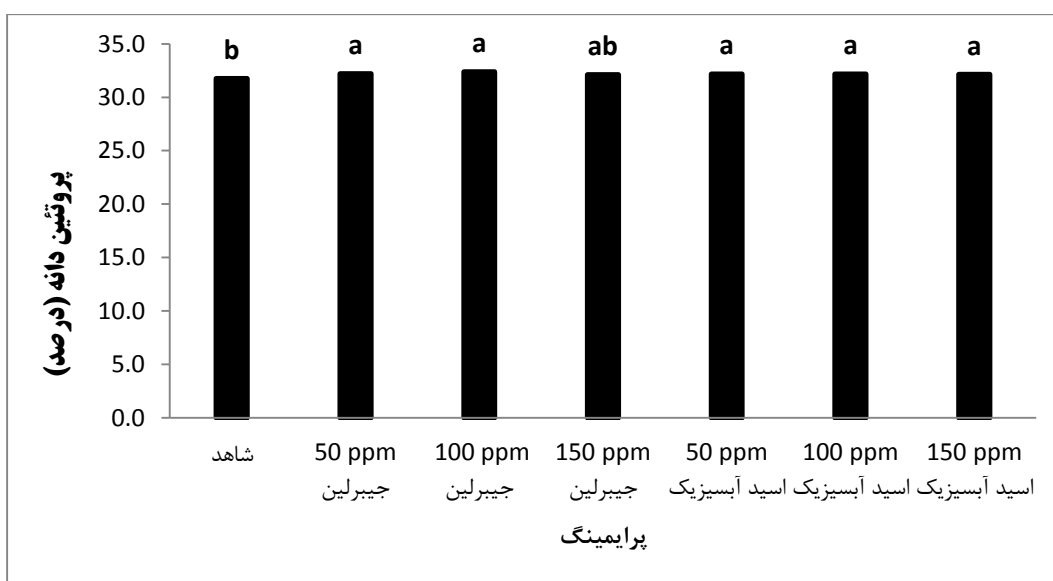 پروتئین دانه (درصد)
35.0
30.0
25.0
20.0
15.0
10.0
5.0
0.0
b a a ab a a a
شاهد
50 ppm جیبرلین
100 ppm جیبرلین
150 ppm جیبرلین
50 ppm اسید آبسیزیک
100 ppm اسید آبسیزیک
150 ppm اسید آبسیزیک
پرایمینگ